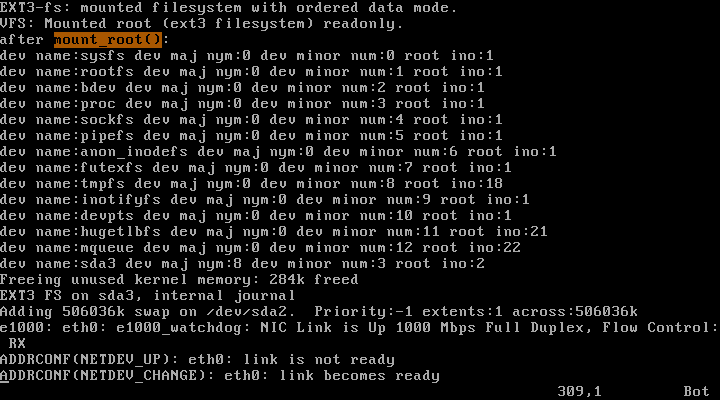 EXT3-fs: mounted filesystem with ordered data mode.
VFS: Mounted root (ext3 filesystem) readonly.
after mount_root():
dev name:sysfs dev maj nym:0 dev minor num:0 root ino:1
dev name:rootfs dev maj nym:0 dev minor num:1 root ino:1
dev name:bdev dev maj nym:0 dev minor num:2 root ino:1
dev name:proc dev maj nym:0 dev minor num:3 root ino:1
dev name:sockfs dev maj nym:0 dev minor num:4 root ino:1
dev name:pipefs dev maj nym:0 dev minor num:5 root ino:1
dev name:anon_inodefs dev maj nym:0 dev minor num:6 root ino:1
dev name:futexfs dev maj nym:0 dev minor num:7 root ino:1
dev name:tmpfs dev maj nym:0 dev minor num:8 root ino:18
dev name:inotifyfs dev maj nym:0 dev minor num:9 root ino:1
dev name:devpts dev maj nym:0 dev minor num:10 root ino:1
dev name:hugetlbfs dev maj nym:0 dev minor num:11 root ino:21
dev name:mqueue dev maj nym:0 dev minor num:12 root ino:22
dev name:sda3 dev maj nym:8 dev minor num:3 root ino:2
Freeing unused kernel memory: 284k freed
EXT3 FS on sda3, internal journal
Adding 506036k swap on /dev/sda2.  Priority:-1 extents:1 across:506036k
e1000: eth0: e1000_watchdog: NIC Link is Up 1000 Mbps Full Duplex, Flow Control:
 RX
ADDRCONF(NETDEV_UP): eth0: link is not ready
ADDRCONF(NETDEV_CHANGE): eth0: link becomes ready
309,1 Bot